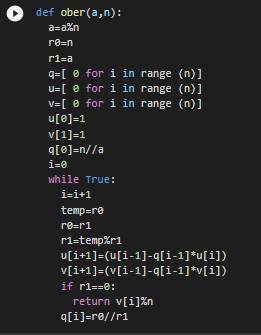 def ober(a,n):
  a=a%n
  r0=n
  r1=a
  q=[ 0 for i in range (n)]
  u=[ 0 for i in range (n)]
  v=[ 0 for i in range (n)]
  u[0]=1
  v[1]=1
  q[0]=n//a
  i=0
  while True:
    i=i+1
    temp=r0
    r0=r1
    r1=temp%r1
    u[i+1]=(u[i-1]-q[i-1]*u[i])
    v[i+1]=(v[i-1]-q[i-1]*v[i])
    if r1==0:
      return v[i]%n
    q[i]=r0//r1